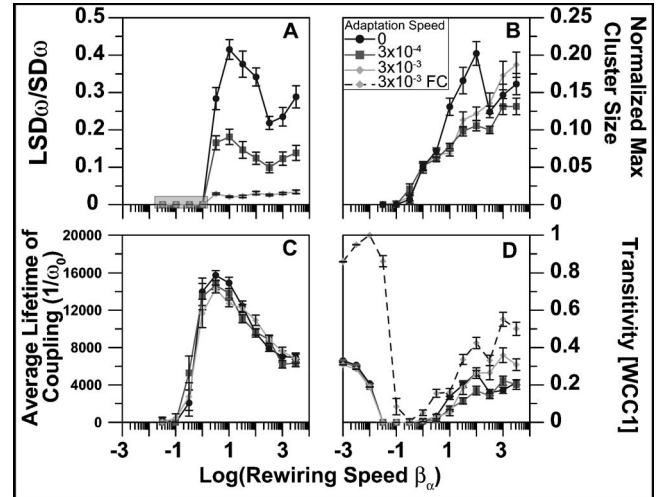 A
B
LSDω/SDω
0.5
0.4
0.3
0.2
0.1
0
Adaptation Speed
0
3x10⁻⁴
3x10⁻³
3x10⁻³ FC
0.25
0.20
0.15
0.10
0.05
0
Normalized Max
Cluster Size
C
D
Average Lifetime of
Coupling (1/ω₀)
20000
16000
12000
8000
4000
0
1
0.8
0.6
0.4
0.2
0
Transitivity [WCC1]
-3 -1 1 3 -3 -1 1 3
Log(Rewiring Speed βα)